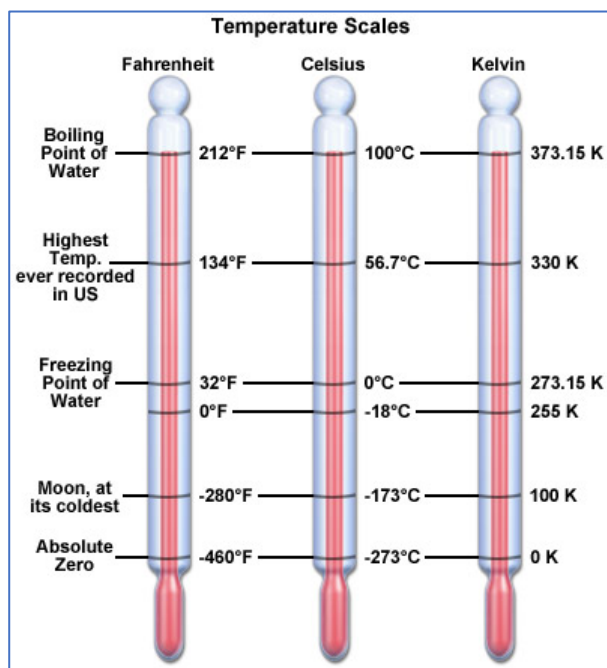 Temperature Scales
Fahrenheit Celsius Kelvin
Boiling
Point of
Water
212°F 100°C 373.15 K
Highest
Temp.
ever recorded
in US
134°F 56.7°C 330 K
Freezing
Point of
Water
32°F 0°C 273.15 K
0°F -18°C 255 K
Moon, at
its coldest
-280°F -173°C 100 K
Absolute
Zero
-460°F -273°C 0 K